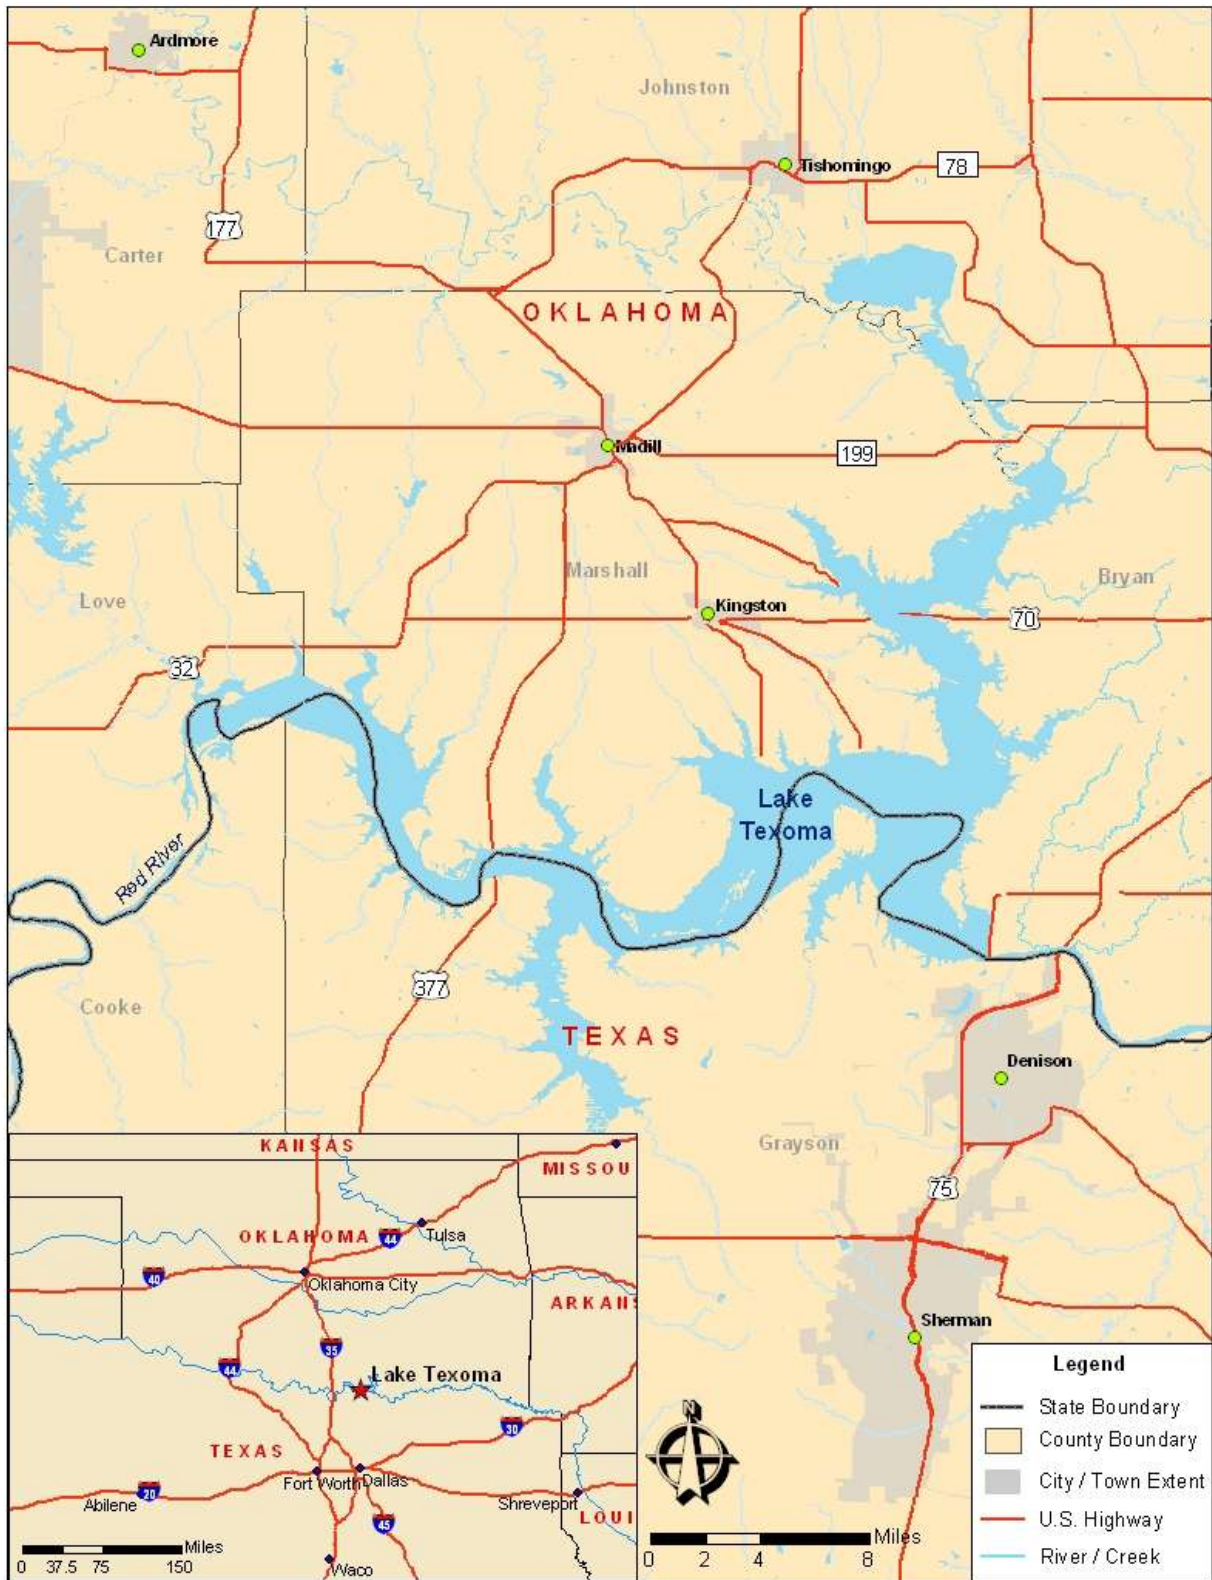 Ardmore
Johnston
Tishomingo
78
177
Carter
OKLAHOMA
Madill
199
Marshall
Bryan
Love
Kingston
70
32
Lake
Texoma
Red River
377
Cooke
TEXAS
Denison
Grayson
75
Sherman
KANSAS
MISSOU
OKLAHOMA
44
Tulsa
40
Oklahoma City
ARKANS
35
44
Lake Texoma
30
TEXAS
Fort Worth
Dallas
20
Abilene
Shreveport
LOUI
45
Waco
Miles
0 37.5 75 150
N
Miles
0 2 4 8
Legend
State Boundary
County Boundary
City / Town Extent
U.S. Highway
River / Creek